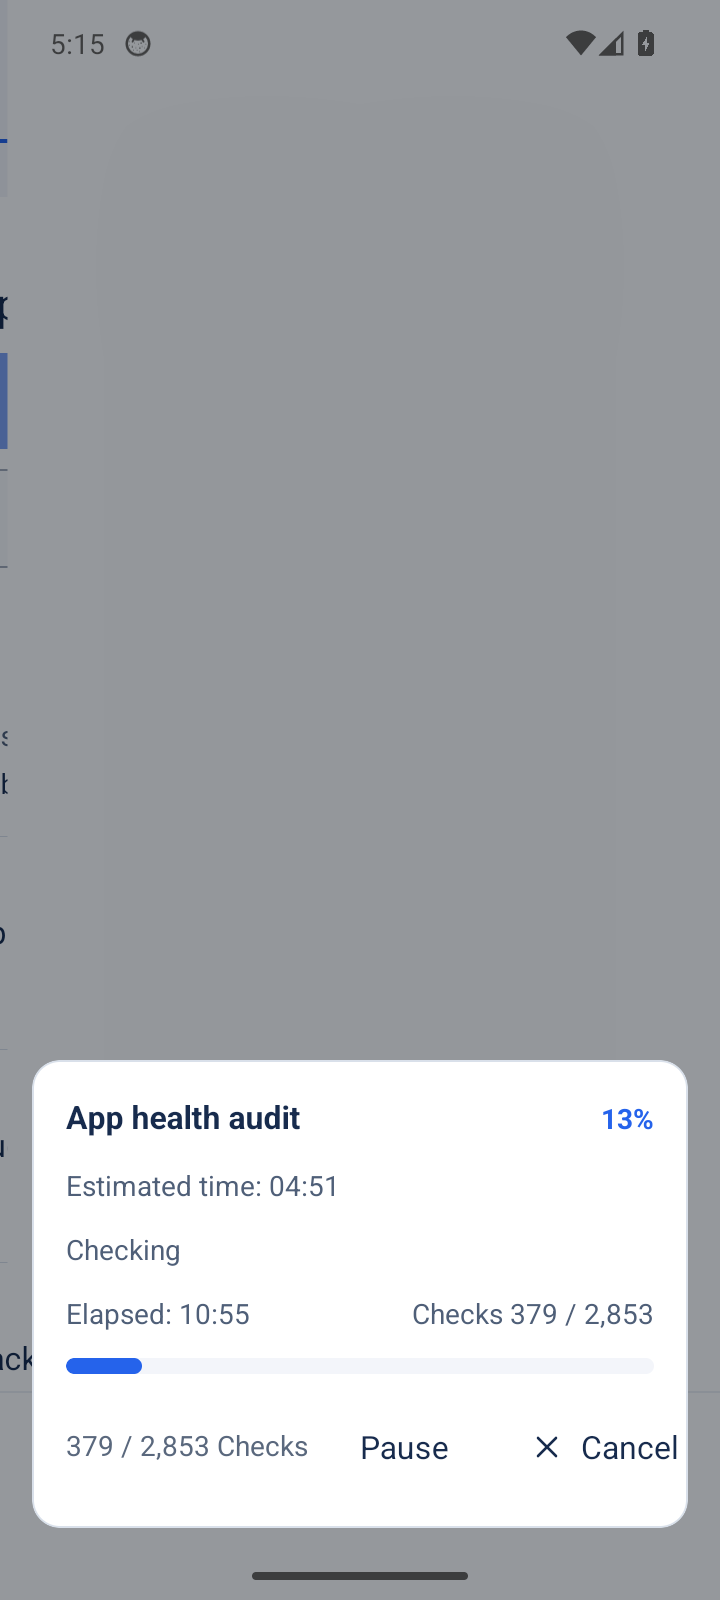 5:15
App health audit
13%
Estimated time: 04:51
Checking
Elapsed: 10:55
Checks 379 / 2,853
ack
379 / 2,853 Checks
Pause
Cancel